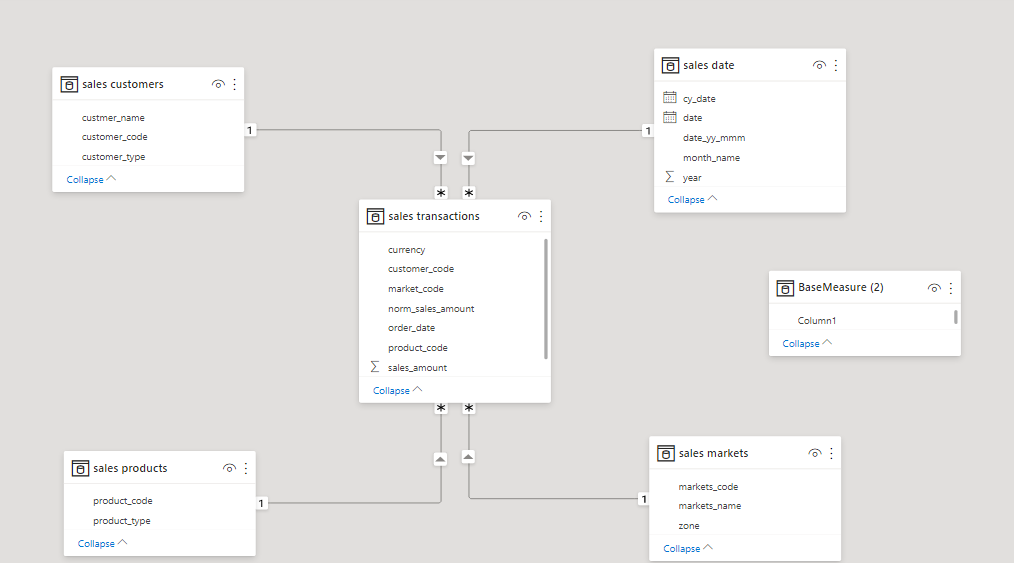 sales customers
custmer_name
customer_code
customer_type
Collapse
1
sales date
cy_date
date
date_yy_mmm
month_name
Σ year
Collapse
1
*
*
sales transactions
currency
customer_code
market_code
norm_sales_amount
order_date
product_code
Σ sales_amount
Collapse
*
*
BaseMeasure (2)
Column1
Collapse
sales products
product_code
product_type
Collapse
1
sales markets
markets_code
markets_name
zone
Collapse
1